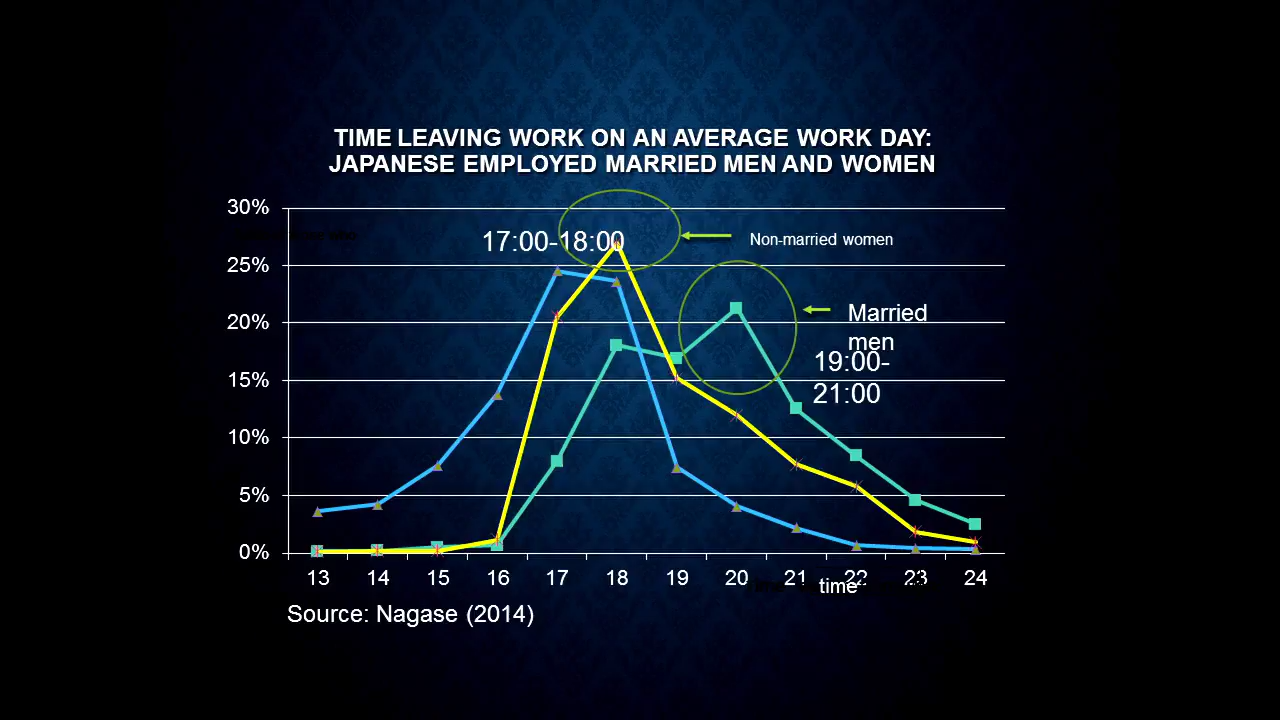 TIME LEAVING WORK ON AN AVERAGE WORK DAY:
JAPANESE EMPLOYED MARRIED MEN AND WOMEN
30%
17:00-18:00
Non-married women
25%
Married
men
20%
19:00-
21:00
15%
10%
5%
0%
13 14 15 16 17 18 19 20 21 22 23 24
time
Source: Nagase (2014)